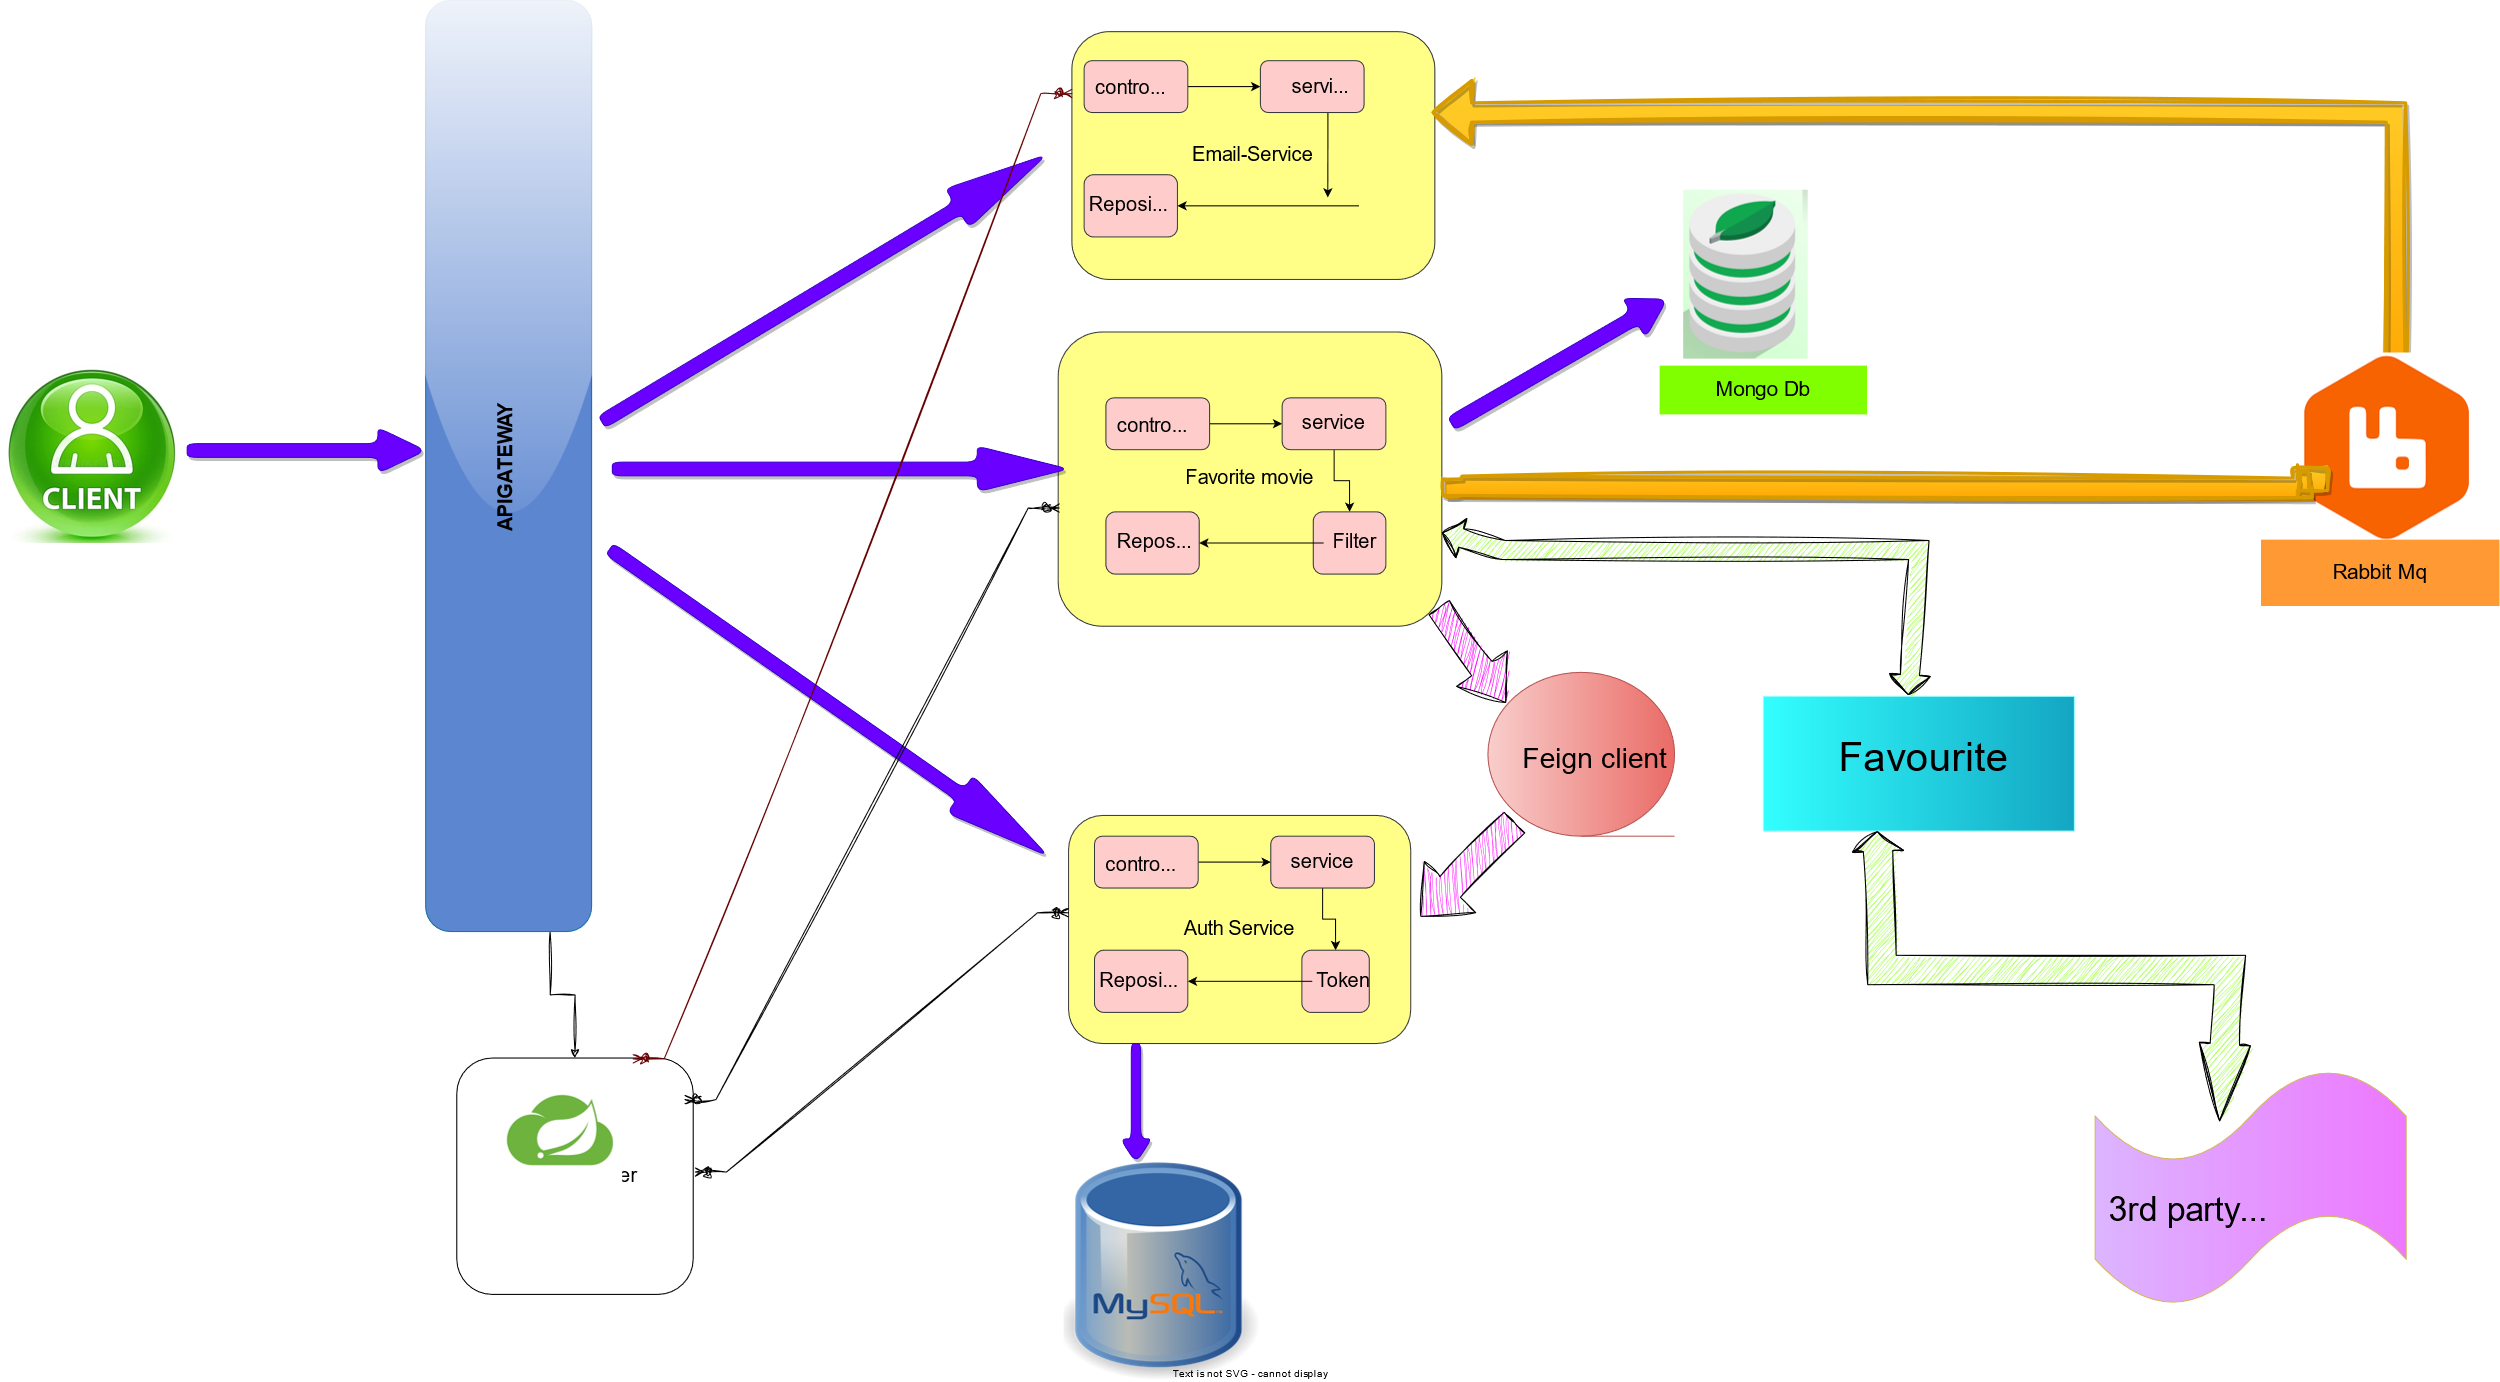 contro...
servi...
Email-Service
Reposi...
Mongo Db
CLIENT
APIGATEWAY
contro...
service
Favorite movie
Repos...
Filter
Rabbit Mq
Feign client
Favourite
contro...
service
Auth Service
Reposi...
Token
er
3rd party...
MySQL
Text is not SVG - cannot display